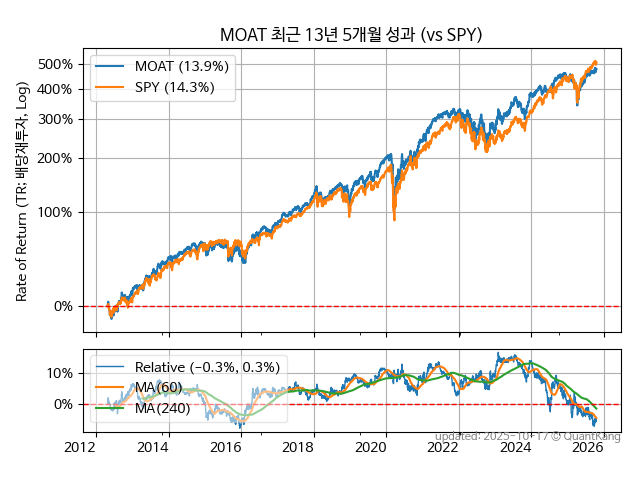 MOAT 최근 13년 5개월 성과 (vs SPY)
Rate of Return (TR; 배당재투자, Log)
500%
400%
300%
200%
100%
0%
MOAT (13.9%)
SPY (14.3%)
10%
0%
Relative (−0.3%, 0.3%)
MA(60)
MA(240)
updated: 2025-10-17 © QuantKang
2012 2014 2016 2018 2020 2022 2024 2026